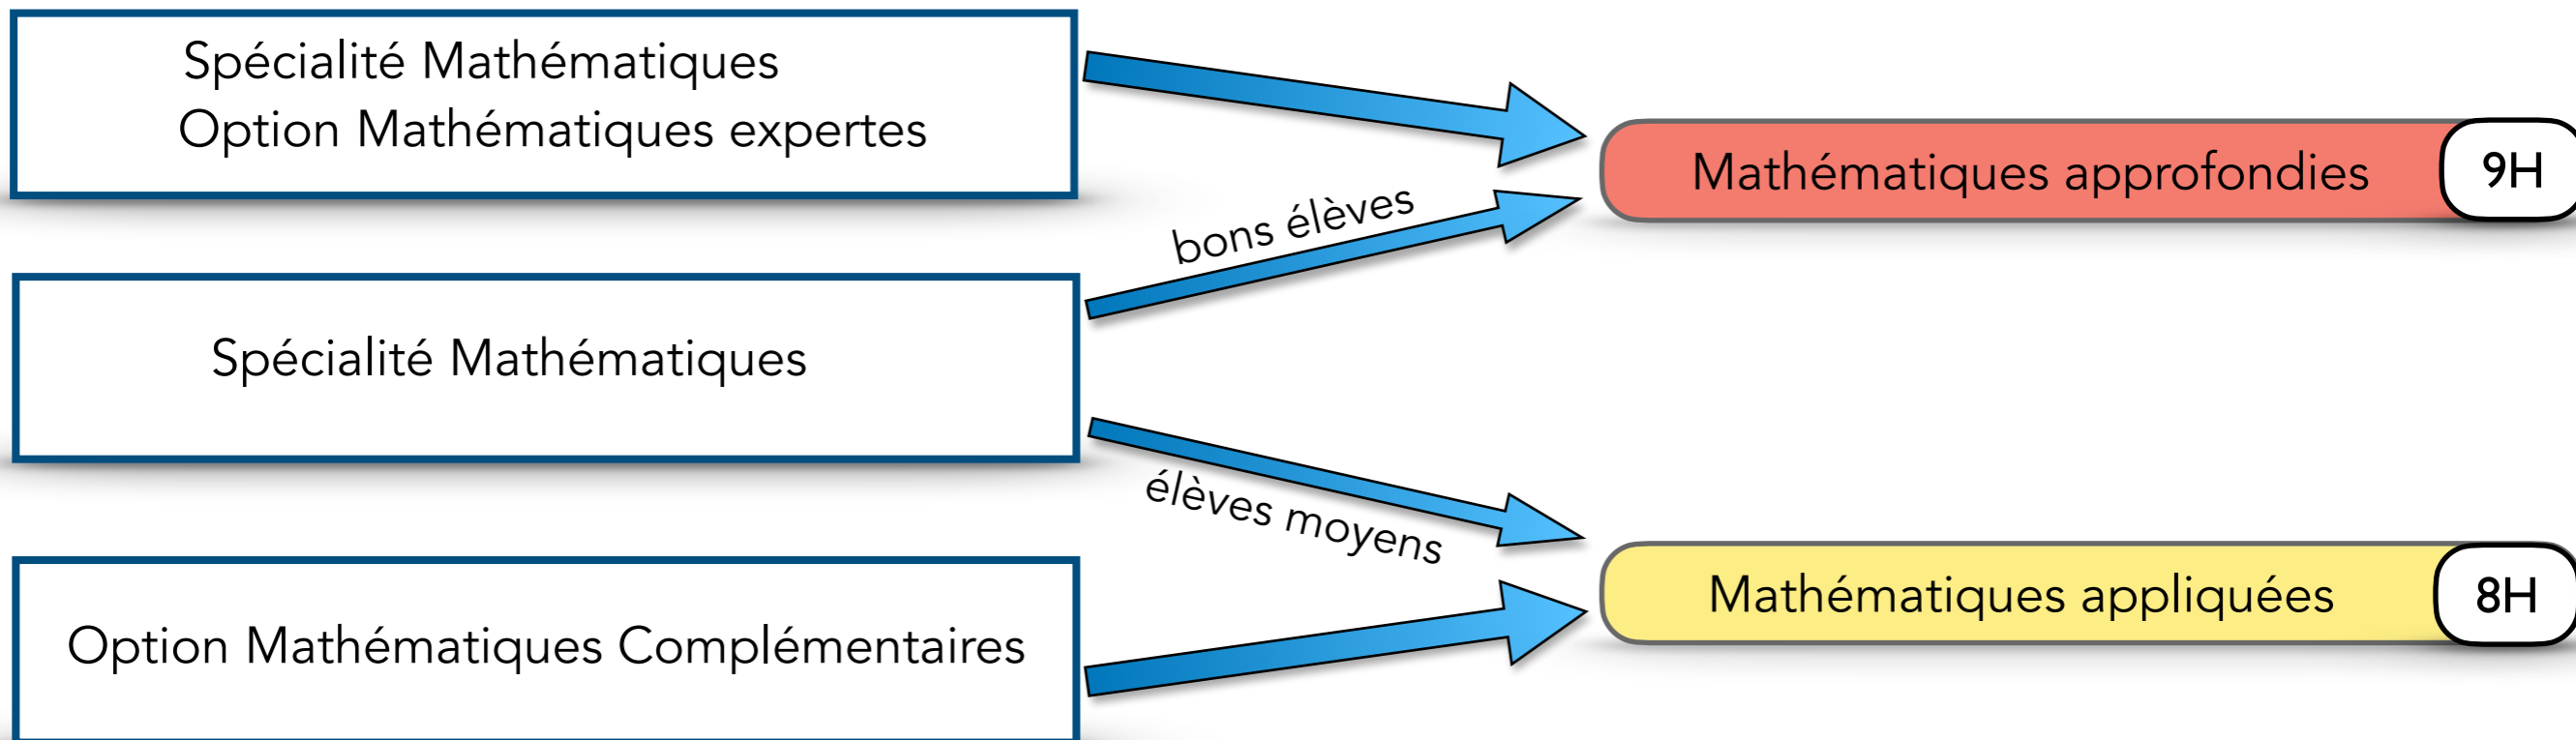 Spécialité Mathématiques
Option Mathématiques expertes
Mathématiques approfondies
9H
bons élèves
Spécialité Mathématiques
élèves moyens
Mathématiques appliquées
8H
Option Mathématiques Complémentaires